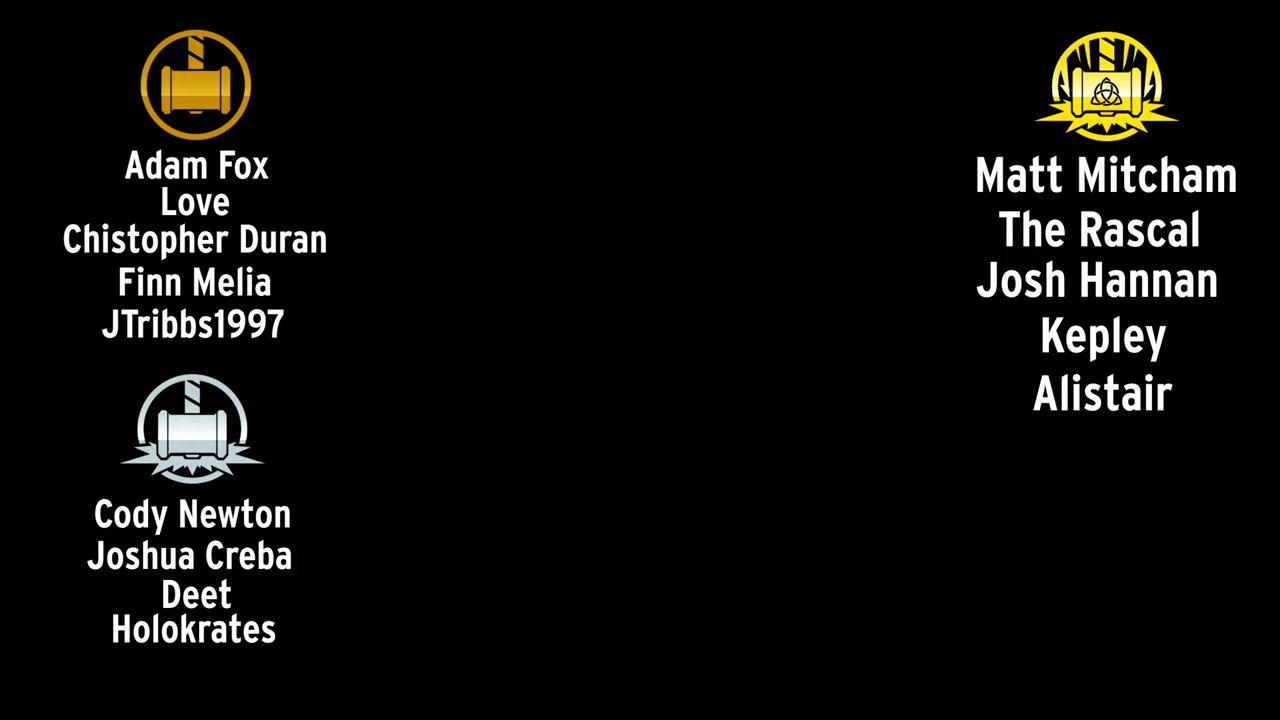 Adam Fox
Love
Chistopher Duran
Finn Melia
JTribbs1997
Cody Newton
Joshua Creba
Deet
Holokrates
Matt Mitcham
The Rascal
Josh Hannan
Kepley
Alistair